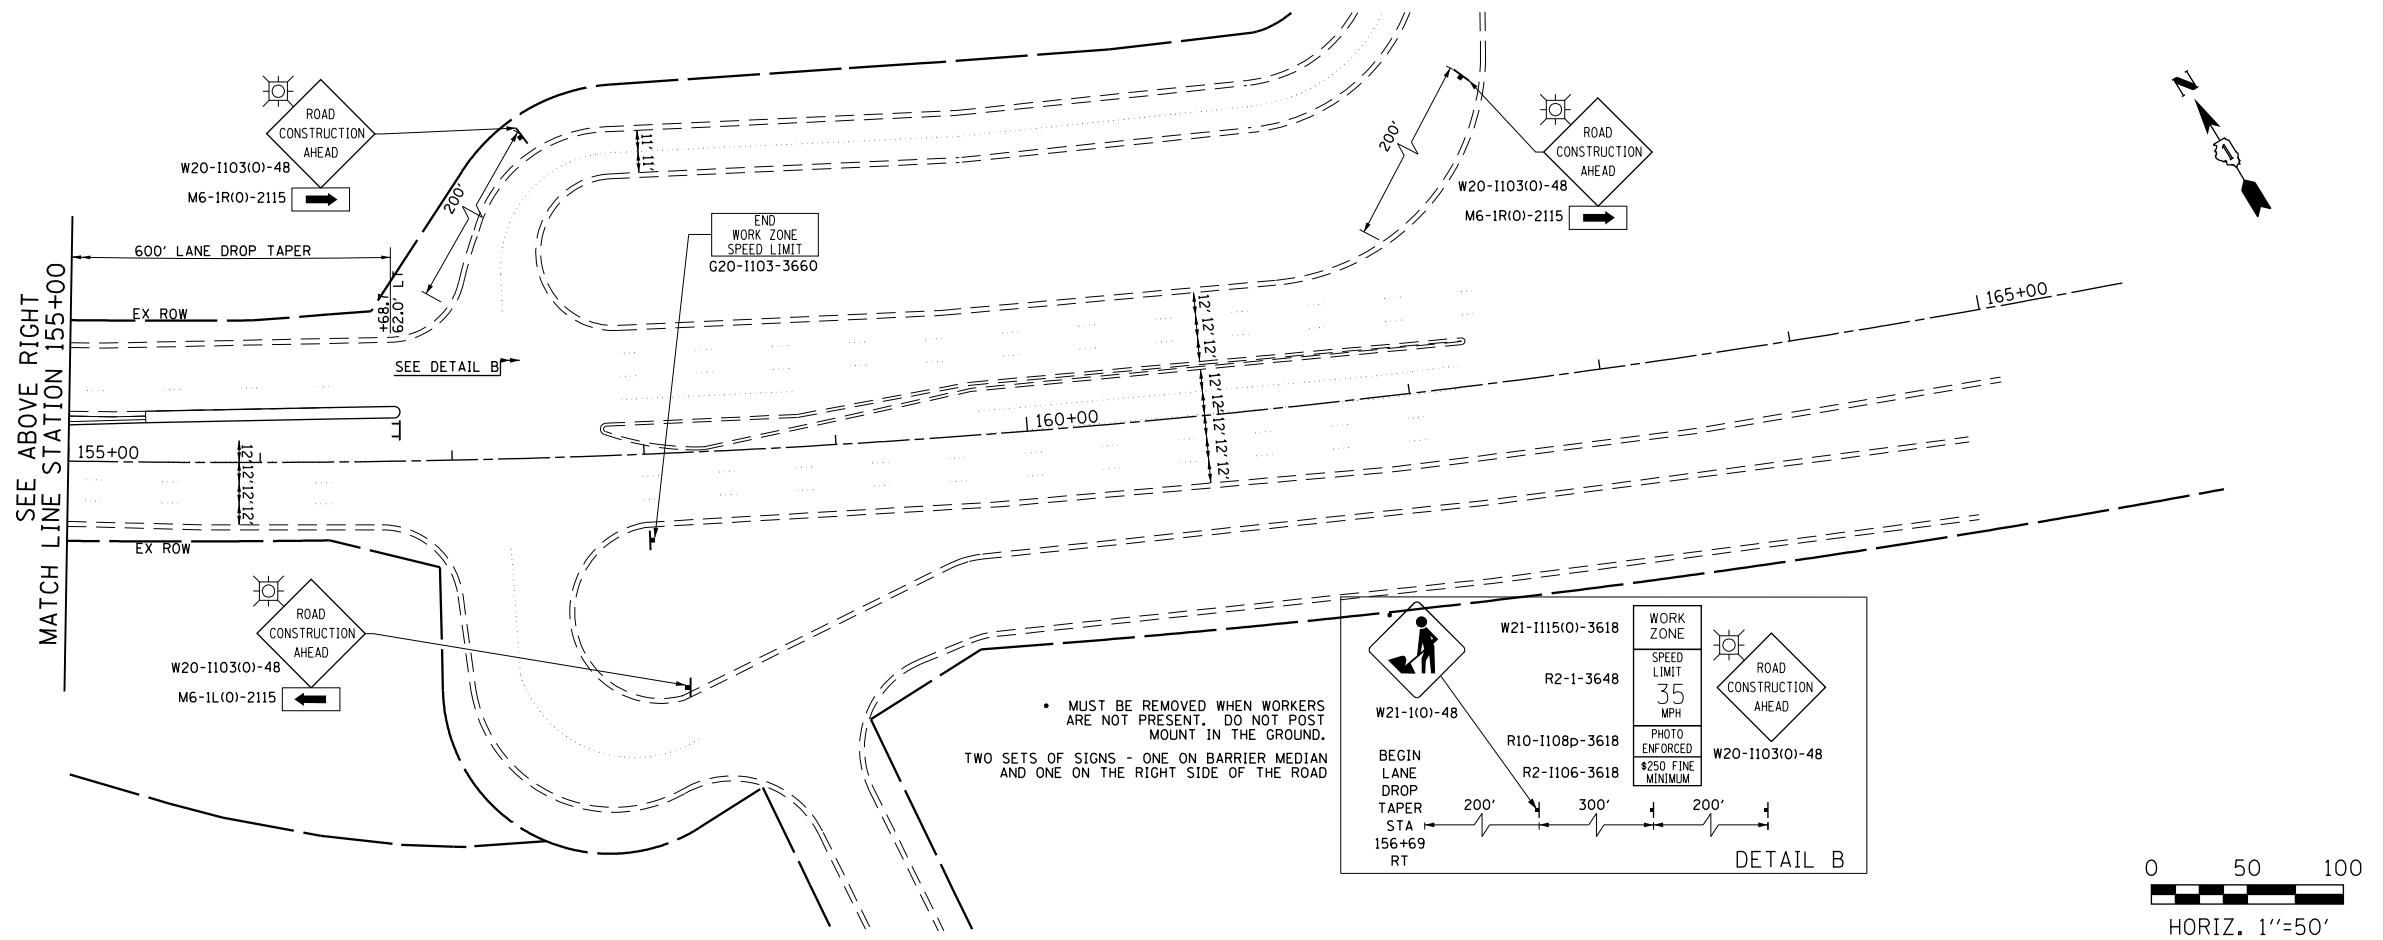 ROAD
CONSTRUCTION
AHEAD
W20-I103(O)-48
M6-1R(O)-2115
200'
11' 11'
600' LANE DROP TAPER
EX ROW
+68.7
62.0' LT
SEE DETAIL B
SEE ABOVE RIGHT
MATCH LINE STATION 155+00
155+00
12' 12' 12' 12'
EX ROW
END
WORK ZONE
SPEED LIMIT
G20-I103-3660
12' 12' 12'
12' 12' 12' 12' 12'
160+00
165+00
200'
ROAD
CONSTRUCTION
AHEAD
W20-I103(O)-48
M6-1R(O)-2115
N
ROAD
CONSTRUCTION
AHEAD
W20-I103(O)-48
M6-1L(O)-2115
* MUST BE REMOVED WHEN WORKERS
ARE NOT PRESENT. DO NOT POST
MOUNT IN THE GROUND.
TWO SETS OF SIGNS - ONE ON BARRIER MEDIAN
AND ONE ON THE RIGHT SIDE OF THE ROAD
W21-1(O)-48
W21-I115(O)-3618
R2-1-3648
R10-I108p-3618
R2-I106-3618
WORK
ZONE
SPEED
LIMIT
35
MPH
PHOTO
ENFORCED
$250 FINE
MINIMUM
ROAD
CONSTRUCTION
AHEAD
W20-I103(O)-48
BEGIN
LANE
DROP
TAPER
STA
156+69
RT
200' 300' 200'
DETAIL B
0 50 100
HORIZ. 1"=50'